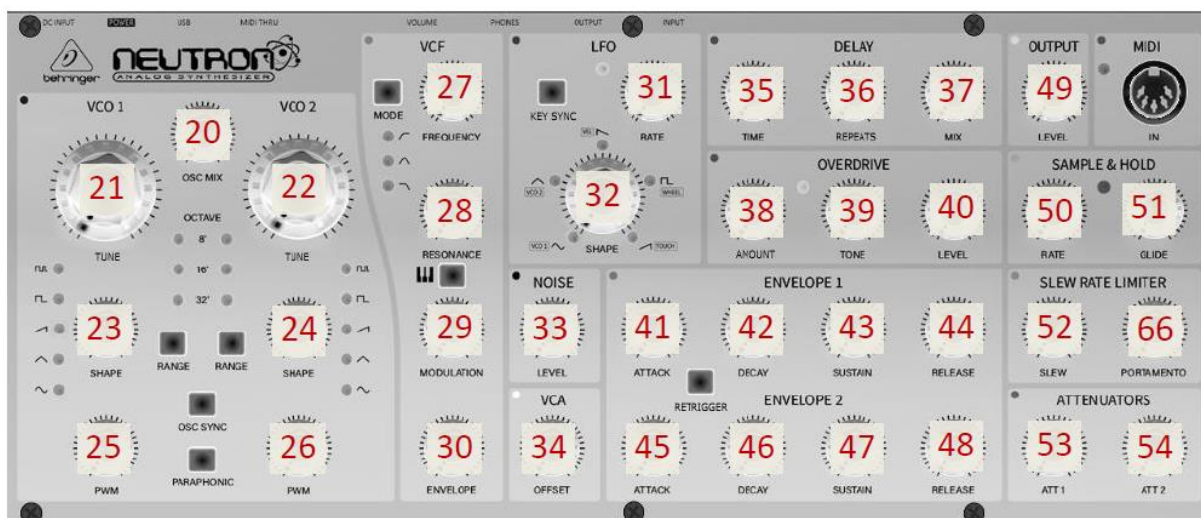 DC INPUT POWER USB MIDI THRU VOLUME PHONES OUTPUT INPUT
behringer
NEUTRON
ANALOG SYNTHESIZER
VCF LFO DELAY OUTPUT MIDI
27 31 35 36 37 49
MODE KEY SYNC
FREQUENCY RATE TIME REPEATS MIX LEVEL IN
VCO 1 VCO 2
20
OSC MIX
21 22
VEL
VCO 2 WHEEL
VCO 1 TOUCH
32
SHAPE
OVERDRIVE SAMPLE & HOLD
28 38 39 40 50 51
RESONANCE AMOUNT TONE LEVEL RATE GLIDE
OCTAVE
8'
TUNE TUNE
16'
32'
NOISE ENVELOPE 1 SLEW RATE LIMITER
23 24 29 33 41 42 43 44 52 66
SHAPE RANGE RANGE SHAPE MODULATION LEVEL ATTACK DECAY SUSTAIN RELEASE SLEW PORTAMENTO
RETRIGGER
OSC SYNC
VCA ENVELOPE 2 ATTENUATORS
25 26 30 34 45 46 47 48 53 54
PARAPHONIC
PWM PWM ENVELOPE OFFSET ATTACK DECAY SUSTAIN RELEASE ATT 1 ATT 2